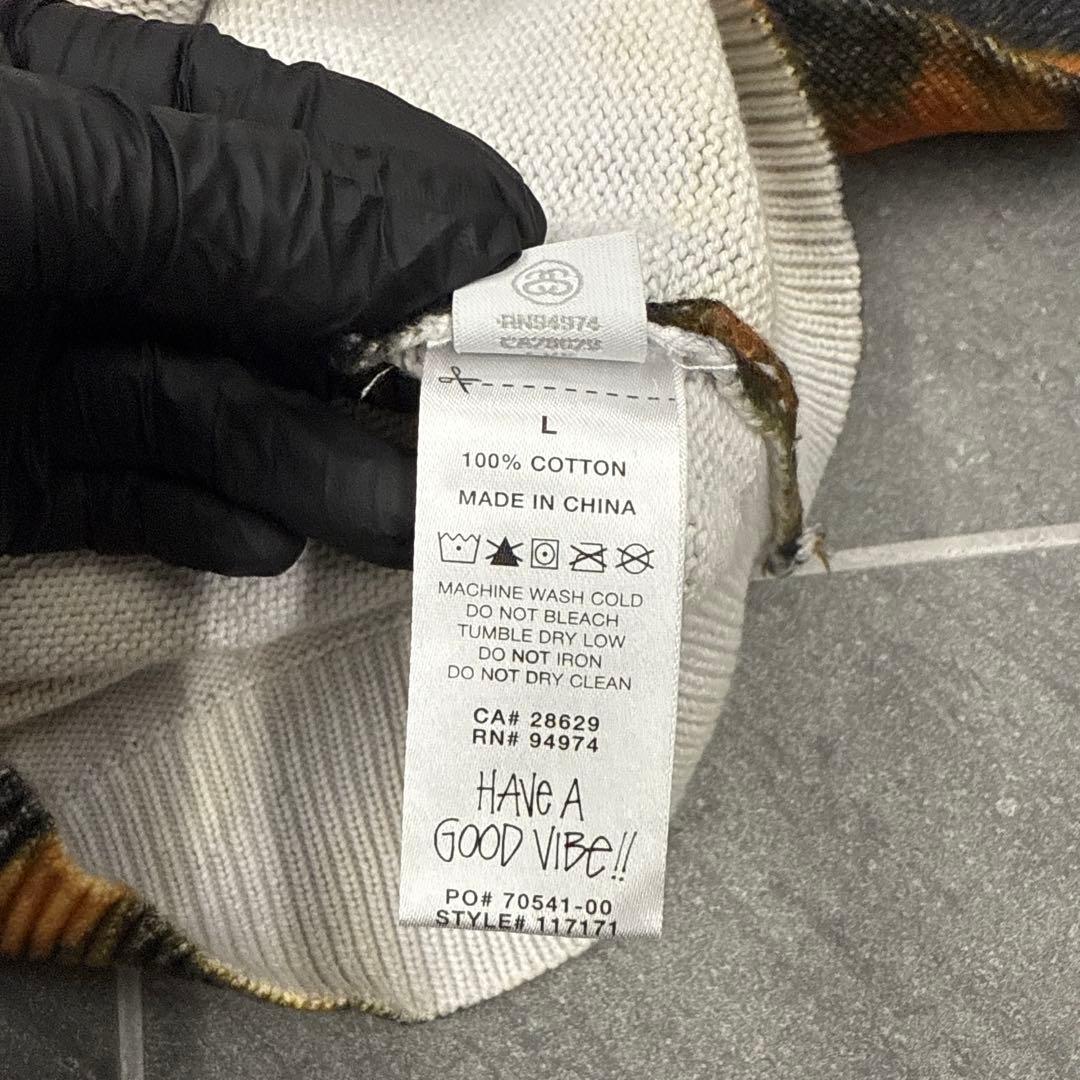 RN94974
L
100% COTTON
MADE IN CHINA
MACHINE WASH COLD
DO NOT BLEACH
TUMBLE DRY LOW
DO NOT IRON
DO NOT DRY CLEAN
CA# 28629
RN# 94974
HAVE A
GOOD VIBE!!
PO# 70541-00
STYLE# 117171